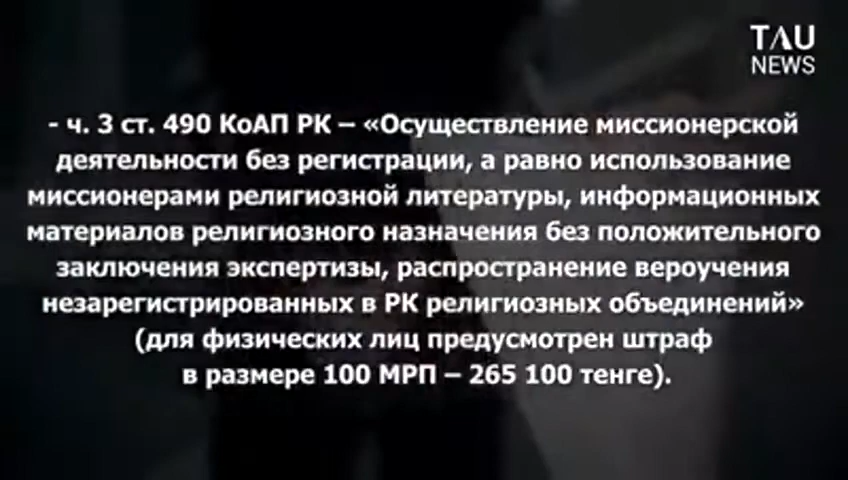 TAU
NEWS
- ч. 3 ст. 490 КоАП РК – «Осуществление миссионерской
деятельности без регистрации, а равно использование
миссионерами религиозной литературы, информационных
материалов религиозного назначения без положительного
заключения экспертизы, распространение вероучения
незарегистрированных в РК религиозных объединений»
(для физических лиц предусмотрен штраф
в размере 100 МРП – 265 100 тенге).